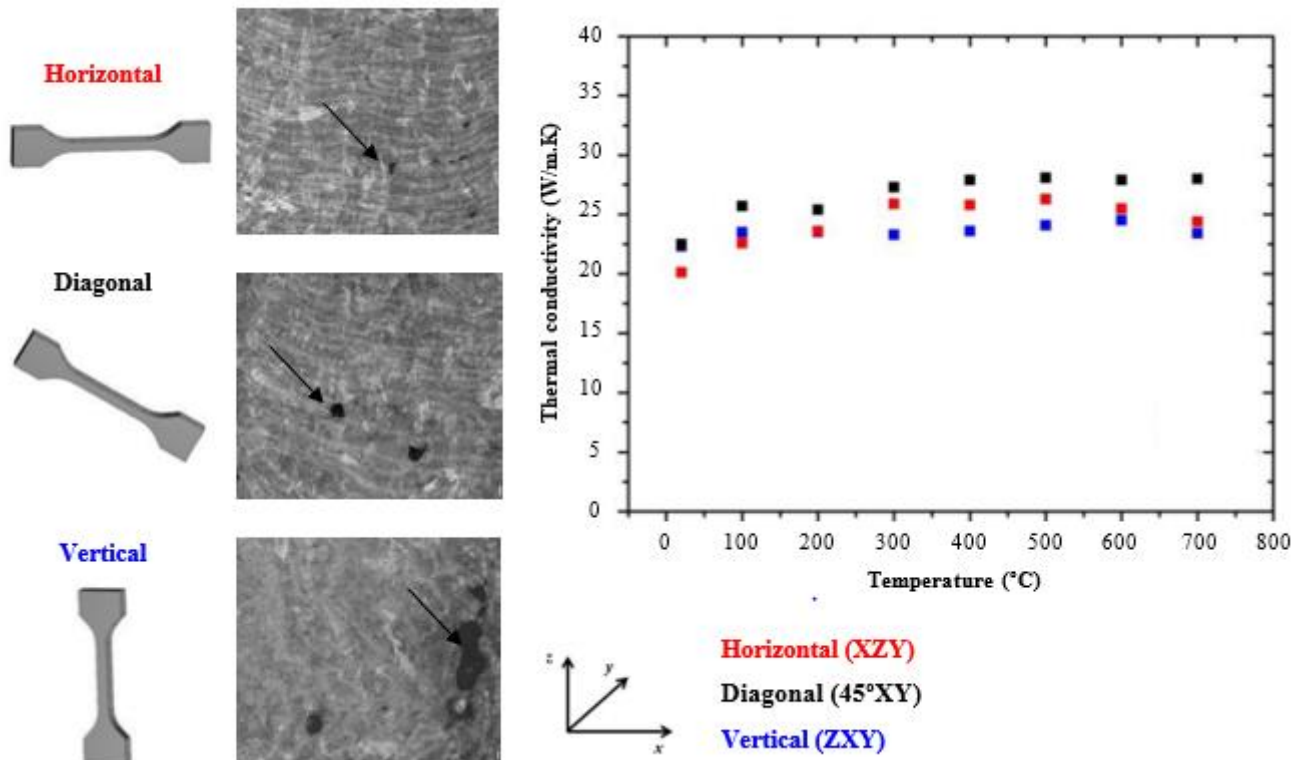 Horizontal
Diagonal
Vertical
Thermal conductivity (W/m.K)
40
35
30
25
20
15
10
5
0
0 100 200 300 400 500 600 700 800
Temperature (°C)
z
y
x
Horizontal (XZY)
Diagonal (45°XY)
Vertical (ZXY)